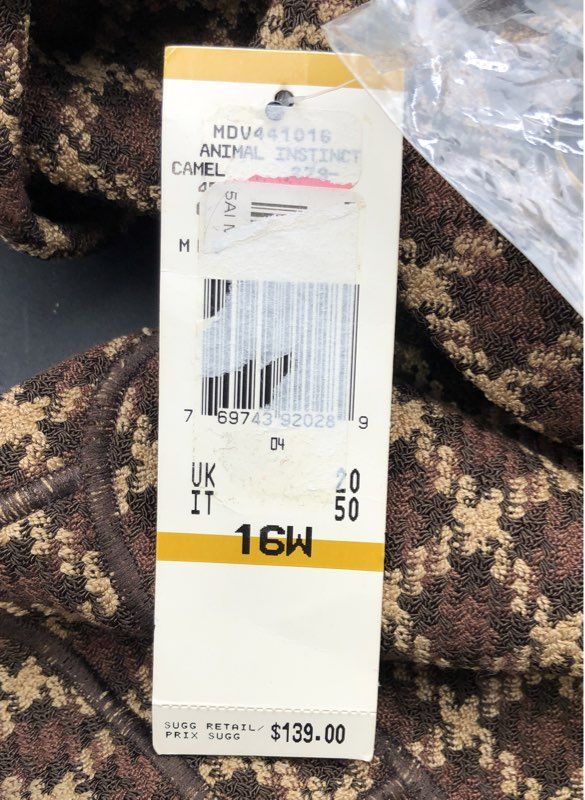 MDV441016
ANIMAL INSTINCT
CAMEL
M
7 69743 92028 9
04
UK 20
IT 50
16W
SUGG RETAIL/
PRIX SUGG $139.00